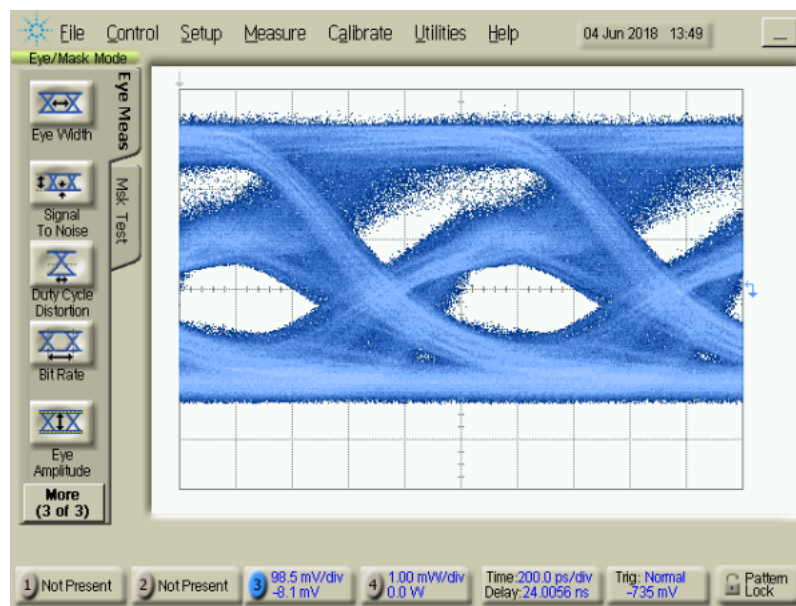 File Control Setup Measure Calibrate Utilities Help 04 Jun 2018 13:49
Eye/Mask Mode
Eye Meas
Msk Test
Eye Width
Signal
To Noise
Duty Cycle
Distortion
Bit Rate
Eye
Amplitude
More
(3 of 3)
1 Not Present
2 Not Present
3 98.5 mV/div
-8.1 mV
4 1.00 mW/div
0.0 W
Time:200.0 ps/div
Delay:24.0056 ns
Trig: Normal
-735 mV
Pattern
Lock